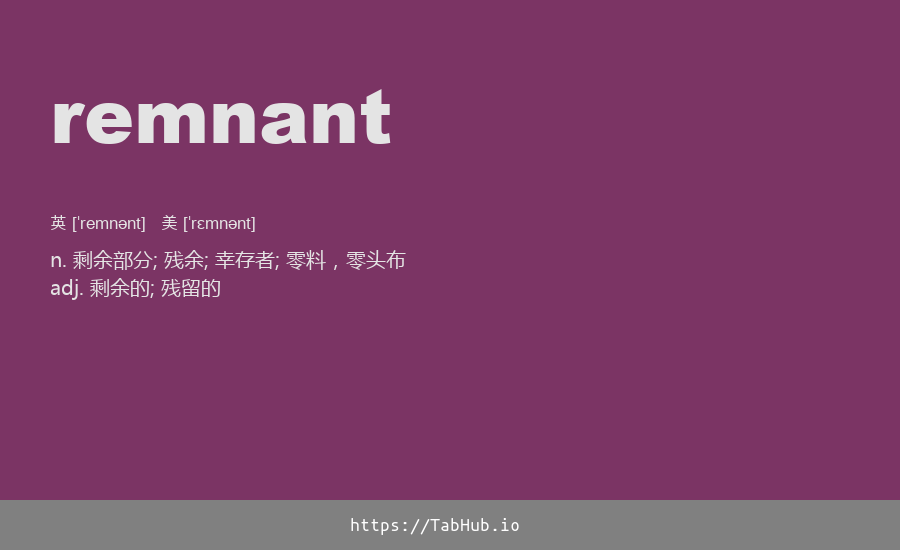 remnant
英 [ˈremnənt] 美 [ˈrɛmnənt]
n. 剩余部分; 残余; 幸存者; 零料，零头布
adj. 剩余的; 残留的
https://TabHub.io